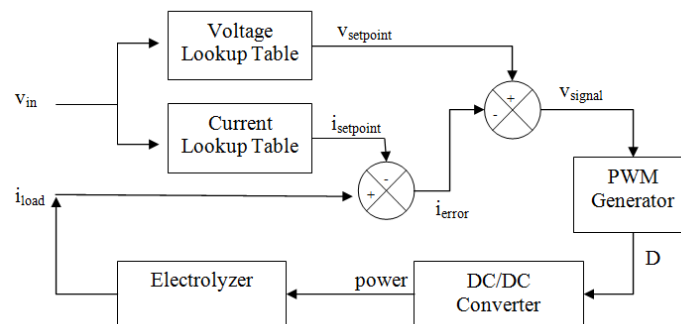 Voltage
Lookup Table
v_setpoint
v_in
+
-
v_signal
Current
Lookup Table
i_setpoint
-
+
i_load
i_error
PWM
Generator
D
Electrolyzer
power
DC/DC
Converter